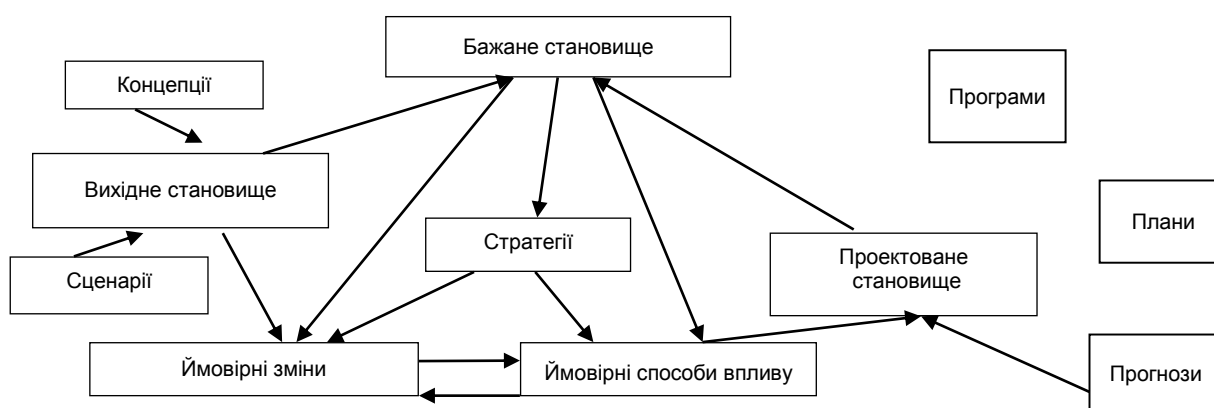 Бажане становище
Концепції
Програми
Вихідне становище
Плани
Стратегії
Проектоване
становище
Сценарії
Ймовірні зміни
Ймовірні способи впливу
Прогнози